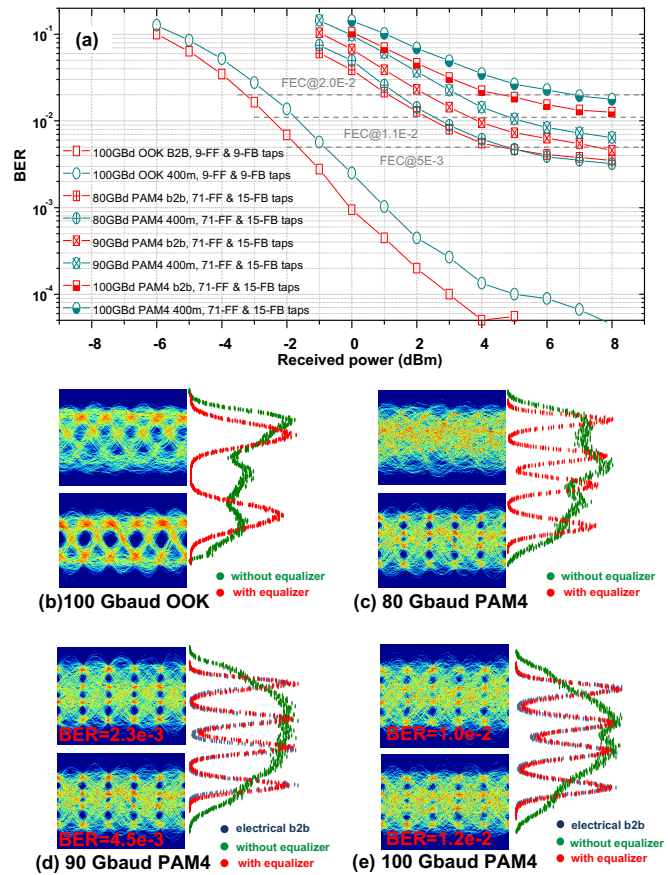 (a)
10⁻¹
10⁻²
10⁻³
10⁻⁴
BER
FEC@2.0E-2
FEC@1.1E-2
FEC@5E-3
100GBd OOK B2B, 9-FF & 9-FB taps
100GBd OOK 400m, 9-FF & 9-FB taps
80GBd PAM4 b2b, 71-FF & 15-FB taps
80GBd PAM4 400m, 71-FF & 15-FB taps
90GBd PAM4 b2b, 71-FF & 15-FB taps
90GBd PAM4 400m, 71-FF & 15-FB taps
100GBd PAM4 b2b, 71-FF & 15-FB taps
100GBd PAM4 400m, 71-FF & 15-FB taps
-8 -6 -4 -2 0 2 4 6 8
Received power (dBm)
without equalizer
with equalizer
(b)100 Gbaud OOK
without equalizer
with equalizer
(c) 80 Gbaud PAM4
BER=2.3e-3
BER=4.5e-3
electrical b2b
without equalizer
with equalizer
(d) 90 Gbaud PAM4
BER=1.0e-2
BER=1.2e-2
electrical b2b
without equalizer
with equalizer
(e) 100 Gbaud PAM4